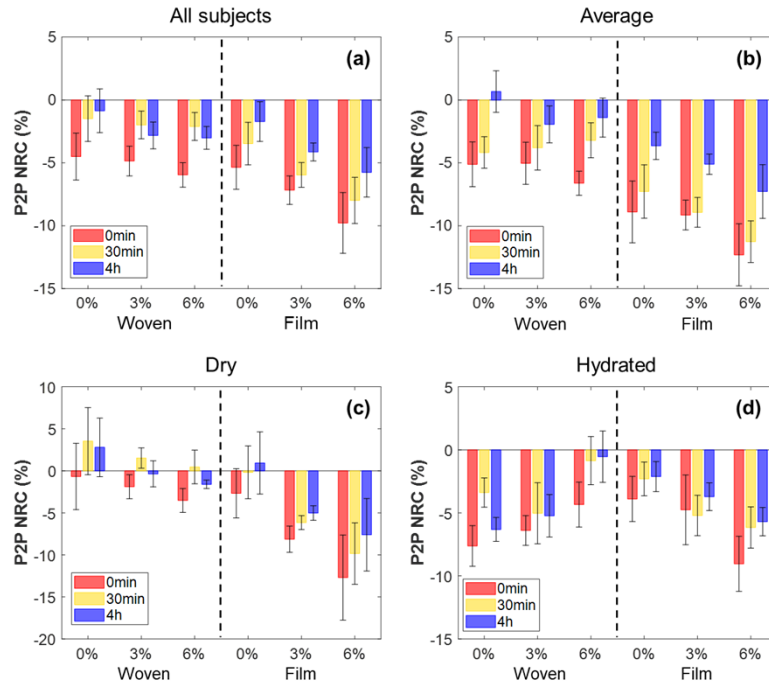 All subjects
(a)
P2P NRC (%)
5
0
-5
-10
-15
0min
30min
4h
0% 3% 6% 0% 3% 6%
Woven Film
Average
(b)
P2P NRC (%)
5
0
-5
-10
-15
0min
30min
4h
0% 3% 6% 0% 3% 6%
Woven Film
Dry
(c)
P2P NRC (%)
10
5
0
-5
-10
-15
-20
0min
30min
4h
0% 3% 6% 0% 3% 6%
Woven Film
Hydrated
(d)
P2P NRC (%)
5
0
-5
-10
-15
0min
30min
4h
0% 3% 6% 0% 3% 6%
Woven Film